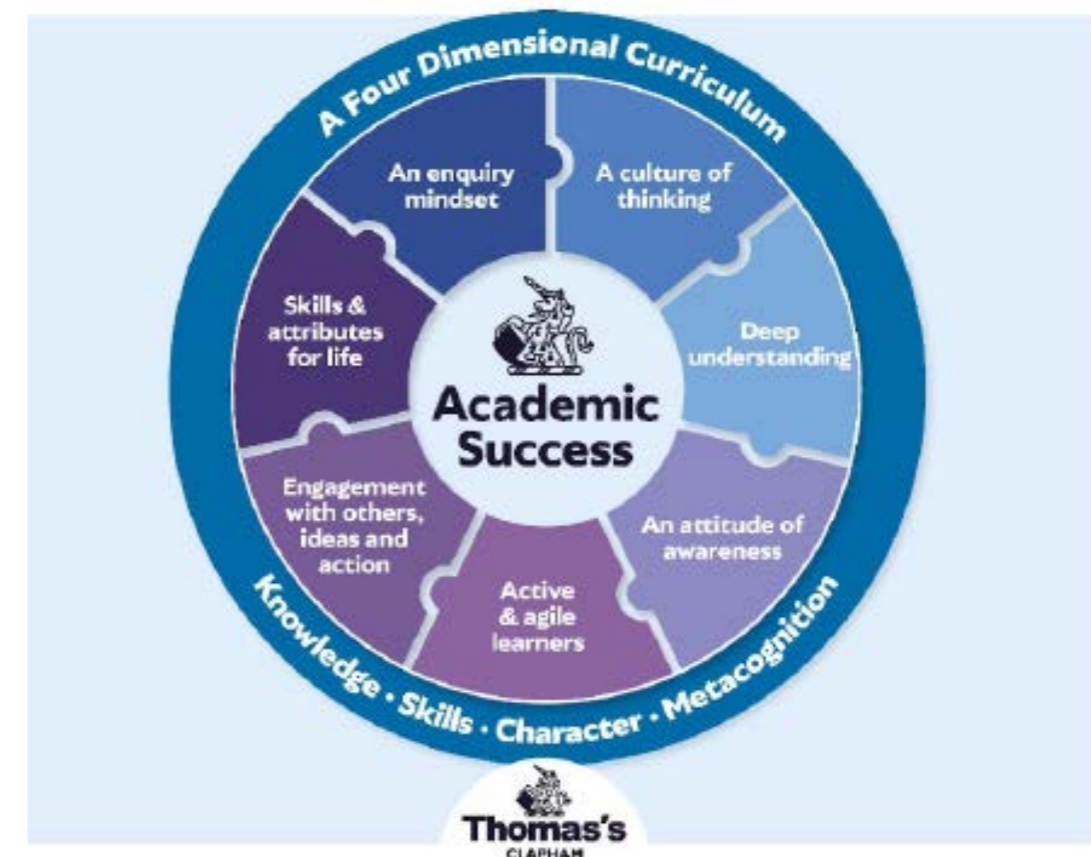 A Four Dimensional Curriculum
An enquiry
mindset
A culture of
thinking
Skills &
attributes
for life
Deep
understanding
Academic
Success
Engagement
with others,
ideas and
action
An attitude of
awareness
Active
& agile
learners
Knowledge · Skills · Character · Metacognition
Thomas's
CLAPHAM